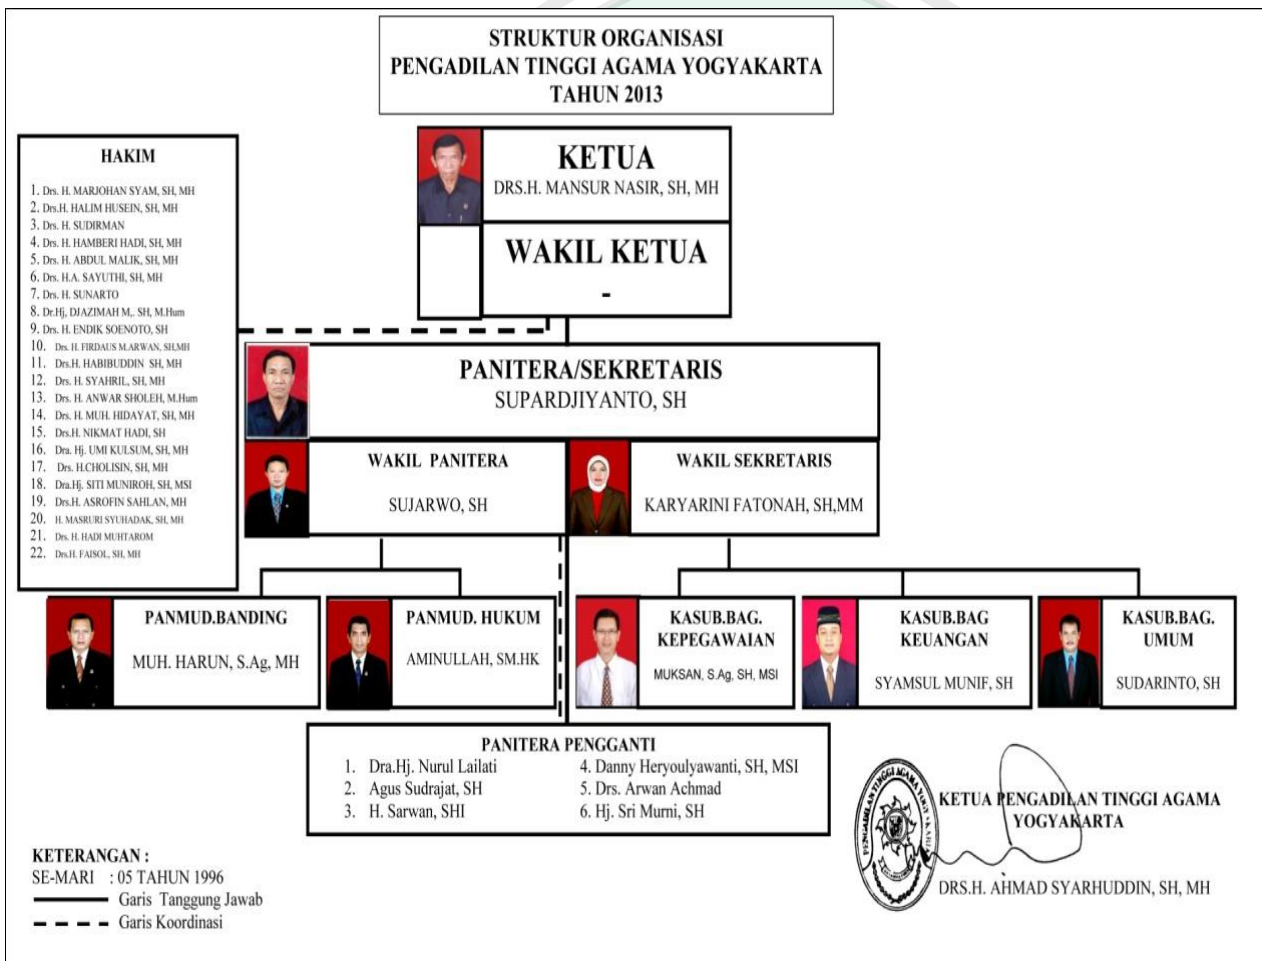 STRUKTUR ORGANISASI
PENGADILAN TINGGI AGAMA YOGYAKARTA
TAHUN 2013
KETUA
DRS.H. MANSUR NASIR, SH, MH
WAKIL KETUA
-
HAKIM
1. Drs. H. MARJOHAN SYAM, SH, MH
2. Drs.H. HALIM HUSEIN, SH, MH
3. Drs. H. SUDIRMAN
4. Drs. H. HAMBERI HADI, SH, MH
5. Drs. H. ABDUL MALIK, SH, MH
6. Drs. H.A. SAYUTHI, SH, MH
7. Drs. H. SUNARTO
8. Dr.Hj, DJAZIMAH M,. SH, M.Hum
9. Drs. H. ENDIK SOENOTO, SH
10. Drs. H. FIRDAUS M.ARWAN, SH,MH
11. Drs.H. HABIBUDDIN SH, MH
12. Drs. H. SYAHRIL, SH, MH
13. Drs. H. ANWAR SHOLEH, M.Hum
14. Drs. H. MUH. HIDAYAT, SH, MH
15. Drs.H. NIKMAT HADI, SH
16. Dra. Hj. UMI KULSUM, SH, MH
17. Drs. H.CHOLISIN, SH, MH
18. Dra.Hj. SITI MUNIROH, SH, MSI
19. Drs.H. ASROFIN SAHLAN, MH
20. H. MASRURI SYUHADAK, SH, MH
21. Drs. H. HADI MUHTAROM
22. Drs.H. FAISOL, SH, MH
PANITERA/SEKRETARIS
SUPARDJIYANTO, SH
WAKIL PANITERA
SUJARWO, SH
WAKIL SEKRETARIS
KARYARINI FATONAH, SH,MM
PANMUD.BANDING
MUH. HARUN, S.Ag, MH
PANMUD. HUKUM
AMINULLAH, SM.HK
KASUB.BAG.
KEPEGAWAIAN
MUKSAN, S.Ag, SH, MSI
KASUB.BAG
KEUANGAN
SYAMSUL MUNIF, SH
KASUB.BAG.
UMUM
SUDARINTO, SH
PANITERA PENGGANTI
1. Dra.Hj. Nurul Lailati
2. Agus Sudrajat, SH
3. H. Sarwan, SHI
4. Danny Heryoulyawanti, SH, MSI
5. Drs. Arwan Achmad
6. Hj. Sri Murni, SH
KETERANGAN :
SE-MARI : 05 TAHUN 1996
Garis Tanggung Jawab
Garis Koordinasi
PENGADILAN TINGGI AGAMA YOGYAKARTA
KETUA PENGADILAN TINGGI AGAMA
YOGYAKARTA
DRS.H. AHMAD SYARHUDDIN, SH, MH